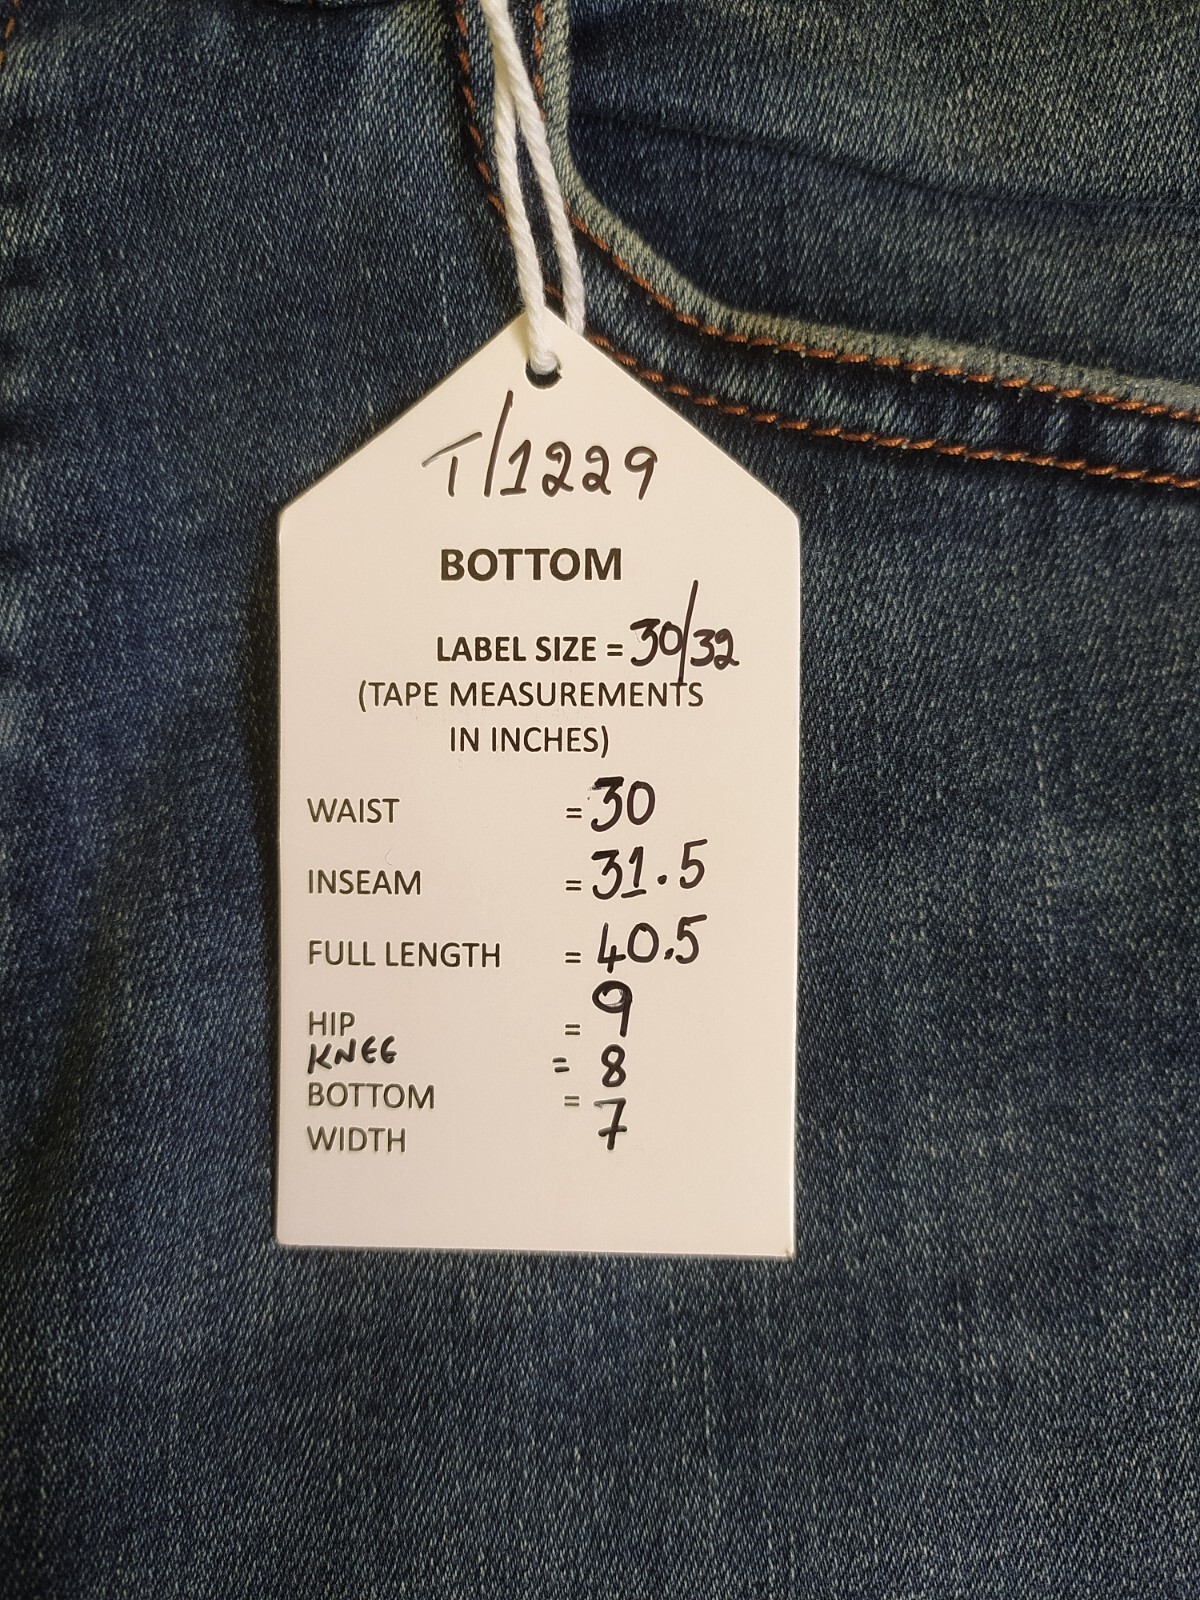 T/1229
BOTTOM
LABEL SIZE = 30/32
(TAPE MEASUREMENTS
IN INCHES)
WAIST = 30
INSEAM = 31.5
FULL LENGTH = 40.5
HIP = 9
KNEE = 8
BOTTOM = 7
WIDTH